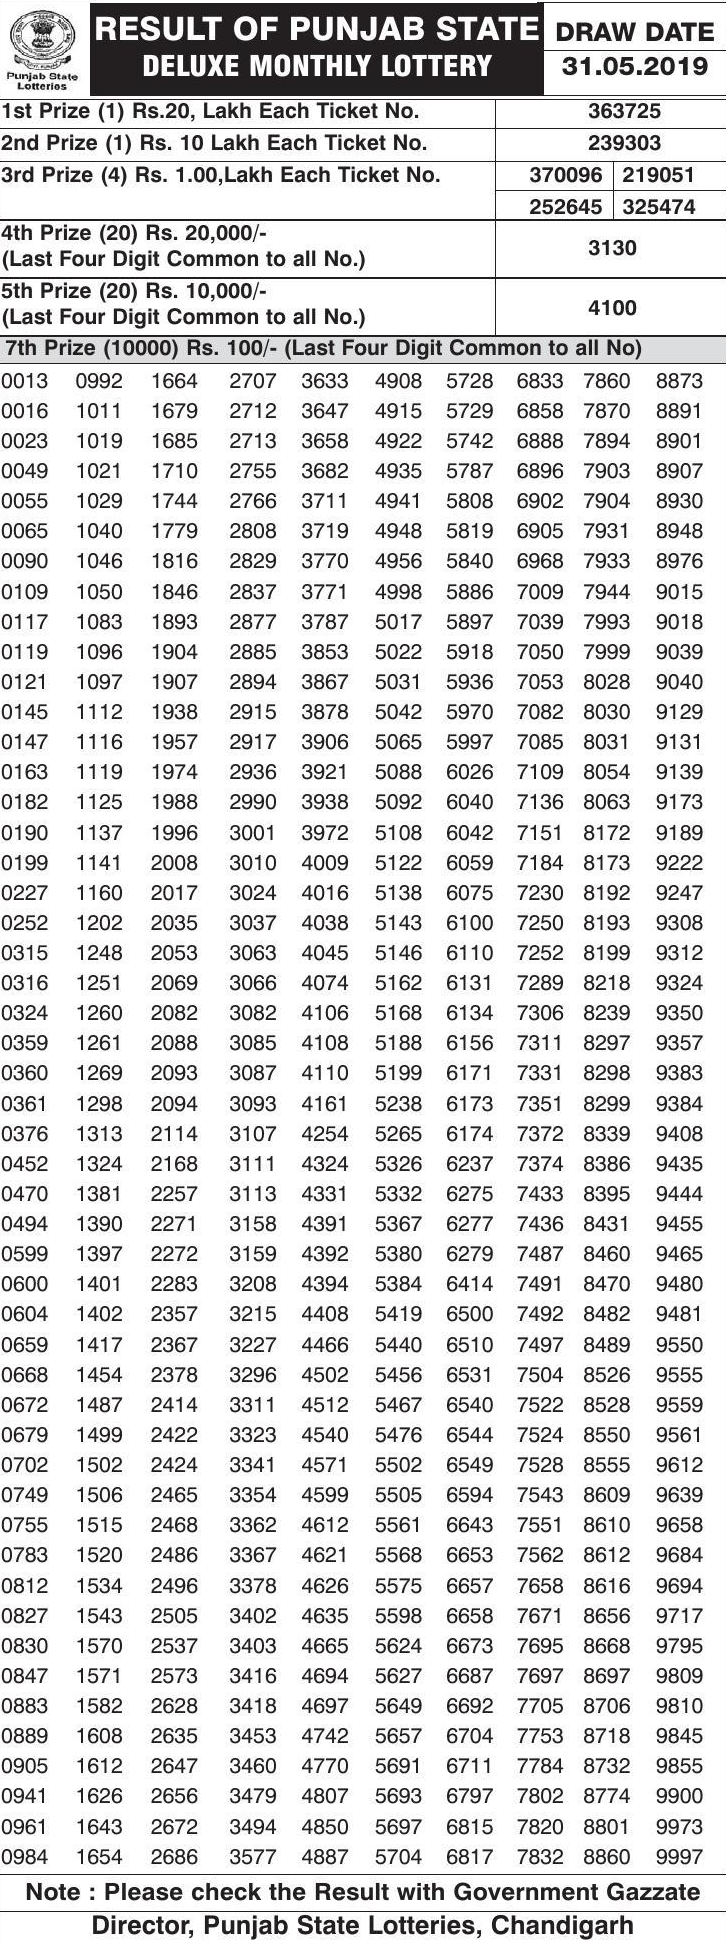 Punjab State
Lotteries
RESULT OF PUNJAB STATE
DELUXE MONTHLY LOTTERY
DRAW DATE
31.05.2019
1st Prize (1) Rs.20, Lakh Each Ticket No. 363725
2nd Prize (1) Rs. 10 Lakh Each Ticket No. 239303
3rd Prize (4) Rs. 1.00,Lakh Each Ticket No. 370096 219051
252645 325474
4th Prize (20) Rs. 20,000/-
(Last Four Digit Common to all No.) 3130
5th Prize (20) Rs. 10,000/-
(Last Four Digit Common to all No.) 4100
7th Prize (10000) Rs. 100/- (Last Four Digit Common to all No)
0013 0992 1664 2707 3633 4908 5728 6833 7860 8873
0016 1011 1679 2712 3647 4915 5729 6858 7870 8891
0023 1019 1685 2713 3658 4922 5742 6888 7894 8901
0049 1021 1710 2755 3682 4935 5787 6896 7903 8907
0055 1029 1744 2766 3711 4941 5808 6902 7904 8930
0065 1040 1779 2808 3719 4948 5819 6905 7931 8948
0090 1046 1816 2829 3770 4956 5840 6968 7933 8976
0109 1050 1846 2837 3771 4998 5886 7009 7944 9015
0117 1083 1893 2877 3787 5017 5897 7039 7993 9018
0119 1096 1904 2885 3853 5022 5918 7050 7999 9039
0121 1097 1907 2894 3867 5031 5936 7053 8028 9040
0145 1112 1938 2915 3878 5042 5970 7082 8030 9129
0147 1116 1957 2917 3906 5065 5997 7085 8031 9131
0163 1119 1974 2936 3921 5088 6026 7109 8054 9139
0182 1125 1988 2990 3938 5092 6040 7136 8063 9173
0190 1137 1996 3001 3972 5108 6042 7151 8172 9189
0199 1141 2008 3010 4009 5122 6059 7184 8173 9222
0227 1160 2017 3024 4016 5138 6075 7230 8192 9247
0252 1202 2035 3037 4038 5143 6100 7250 8193 9308
0315 1248 2053 3063 4045 5146 6110 7252 8199 9312
0316 1251 2069 3066 4074 5162 6131 7289 8218 9324
0324 1260 2082 3082 4106 5168 6134 7306 8239 9350
0359 1261 2088 3085 4108 5188 6156 7311 8297 9357
0360 1269 2093 3087 4110 5199 6171 7331 8298 9383
0361 1298 2094 3093 4161 5238 6173 7351 8299 9384
0376 1313 2114 3107 4254 5265 6174 7372 8339 9408
0452 1324 2168 3111 4324 5326 6237 7374 8386 9435
0470 1381 2257 3113 4331 5332 6275 7433 8395 9444
0494 1390 2271 3158 4391 5367 6277 7436 8431 9455
0599 1397 2272 3159 4392 5380 6279 7487 8460 9465
0600 1401 2283 3208 4394 5384 6414 7491 8470 9480
0604 1402 2357 3215 4408 5419 6500 7492 8482 9481
0659 1417 2367 3227 4466 5440 6510 7497 8489 9550
0668 1454 2378 3296 4502 5456 6531 7504 8526 9555
0672 1487 2414 3311 4512 5467 6540 7522 8528 9559
0679 1499 2422 3323 4540 5476 6544 7524 8550 9561
0702 1502 2424 3341 4571 5502 6549 7528 8555 9612
0749 1506 2465 3354 4599 5505 6594 7543 8609 9639
0755 1515 2468 3362 4612 5561 6643 7551 8610 9658
0783 1520 2486 3367 4621 5568 6653 7562 8612 9684
0812 1534 2496 3378 4626 5575 6657 7658 8616 9694
0827 1543 2505 3402 4635 5598 6658 7671 8656 9717
0830 1570 2537 3403 4665 5624 6673 7695 8668 9795
0847 1571 2573 3416 4694 5627 6687 7697 8697 9809
0883 1582 2628 3418 4697 5649 6692 7705 8706 9810
0889 1608 2635 3453 4742 5657 6704 7753 8718 9845
0905 1612 2647 3460 4770 5691 6711 7784 8732 9855
0941 1626 2656 3479 4807 5693 6797 7802 8774 9900
0961 1643 2672 3494 4850 5697 6815 7820 8801 9973
0984 1654 2686 3577 4887 5704 6817 7832 8860 9997
Note : Please check the Result with Government Gazzate
Director, Punjab State Lotteries, Chandigarh